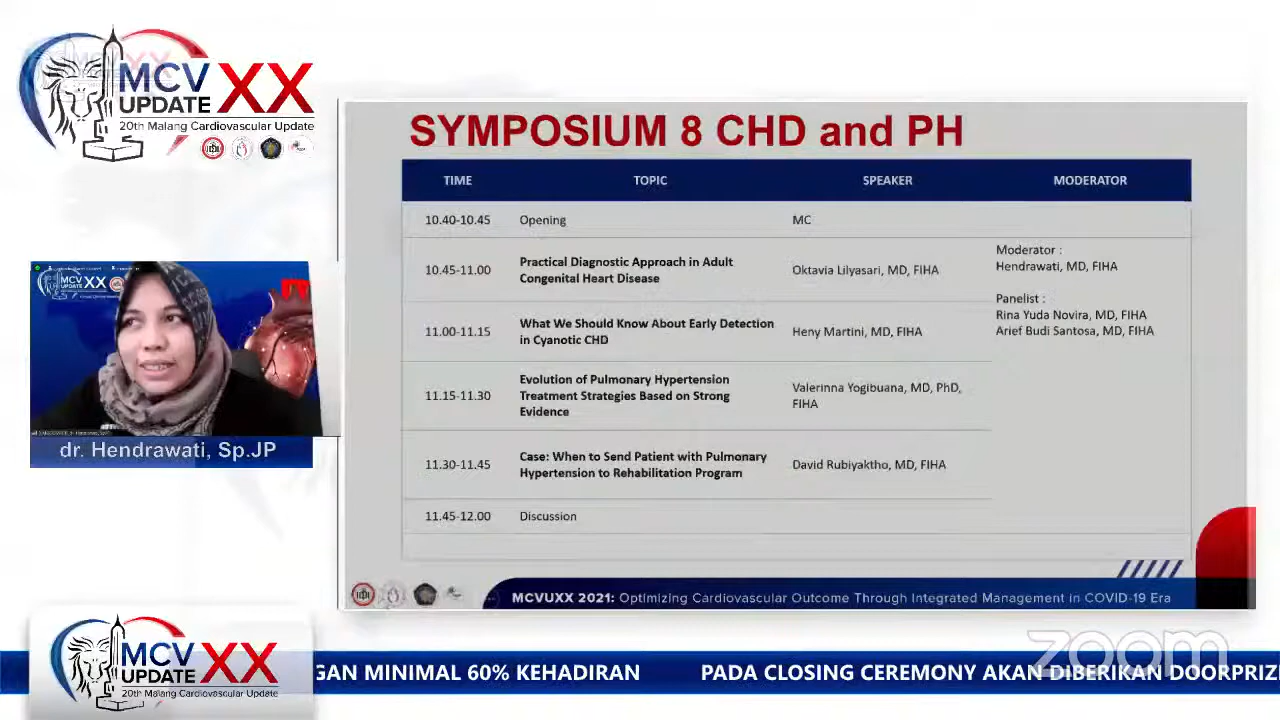 MCV
UPDATE
XX
20th Malang Cardiovascular Update
SYMPOSIUM 8 CHD and PH
TIME TOPIC SPEAKER MODERATOR
10.40-10.45 Opening MC
10.45-11.00 Practical Diagnostic Approach in Adult
Congenital Heart Disease
Oktavia Lilyasari, MD, FIHA
Moderator :
Hendrawati, MD, FIHA
Panelist :
Rina Yuda Novira, MD, FIHA
Arief Budi Santosa, MD, FIHA
11.00-11.15 What We Should Know About Early Detection
in Cyanotic CHD
Heny Martini, MD, FIHA
11.15-11.30 Evolution of Pulmonary Hypertension
Treatment Strategies Based on Strong
Evidence
Valerinna Yogibuana, MD, PhD,
FIHA
11.30-11.45 Case: When to Send Patient with Pulmonary
Hypertension to Rehabilitation Program
David Rubiyaktho, MD, FIHA
11.45-12.00 Discussion
MCVUXX 2021: Optimizing Cardiovascular Outcome Through Integrated Management in COVID-19 Era
MCV
UPDATE XX
dr. Hendrawati, Sp.JP
zoom
MCV
UPDATE
XX
20th Malang Cardiovascular Update
GAN MINIMAL 60% KEHADIRAN PADA CLOSING CEREMONY AKAN DIBERIKAN DOORPRIZE